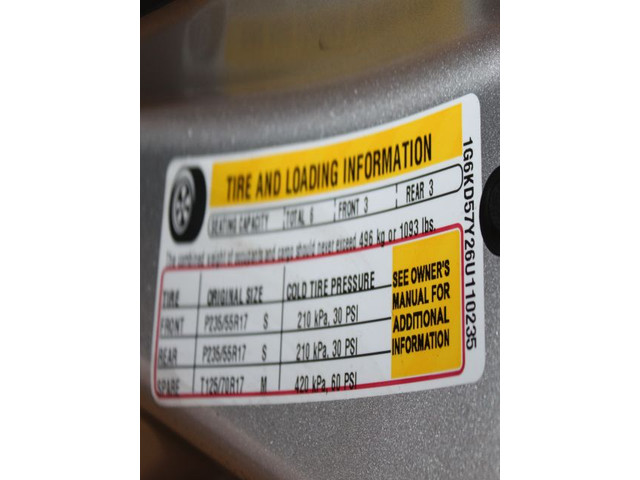 TIRE AND LOADING INFORMATION
SEATING CAPACITY TOTAL 6 FRONT 3 REAR 3
The combined weight of occupants and cargo should never exceed 496 kg or 1093 lbs.
TIRE ORIGINAL SIZE COLD TIRE PRESSURE
FRONT P235/55R17 S 210 kPa, 30 PSI
REAR P235/55R17 S 210 kPa, 30 PSI
SPARE T125/70R17 M 420 kPa, 60 PSI
SEE OWNER'S
MANUAL FOR
ADDITIONAL
INFORMATION
1G6KD57Y26U110235